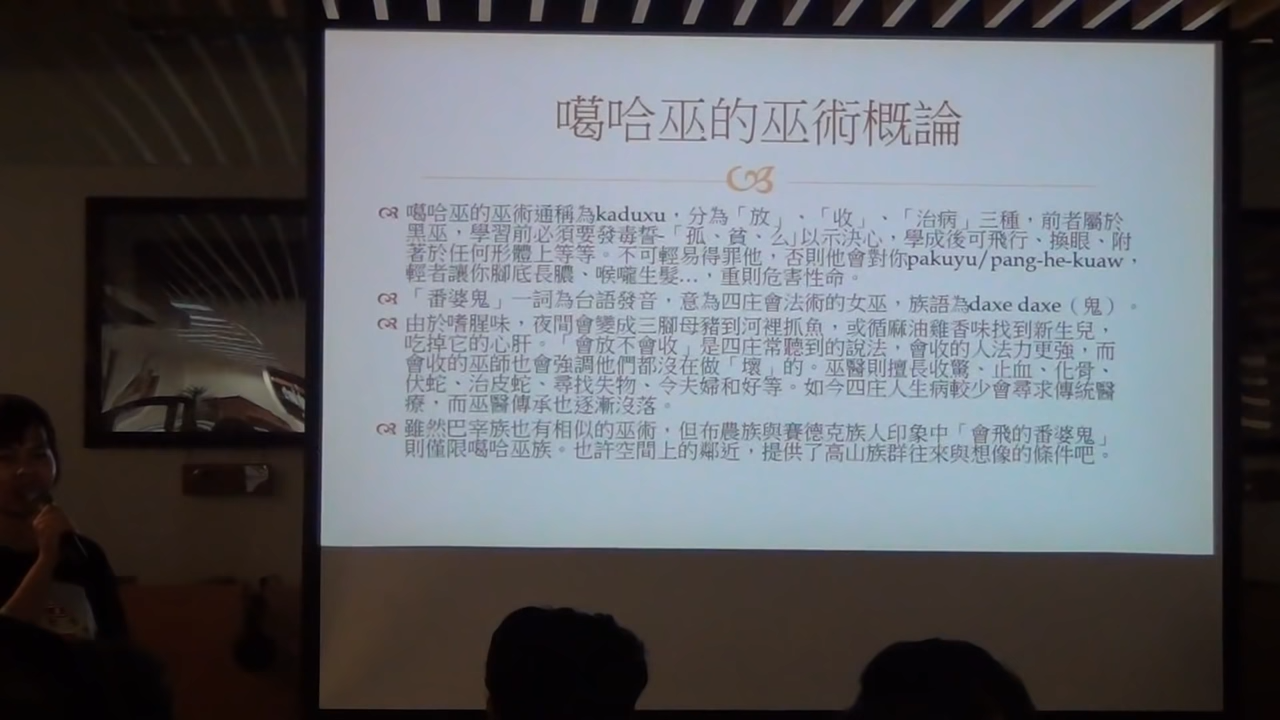 噶哈巫的巫術概論
噶哈巫的巫術通稱為kaduxu，分為「放」、「收」、「治病」三種，前者屬於
黑巫，學習前必須要發毒誓-「孤、貧、么」以示決心，學成後可飛行、換眼、附
著於任何形體上等等。不可輕易得罪他，否則他會對你pakuyu/pang-he-kuaw，
輕者讓你腳底長膿、喉嚨生髮…，重則危害性命。
「番婆鬼」一詞為台語發音，意為四庄會法術的女巫，族語為daxe daxe（鬼）。
由於嗜腥味，夜間會變成三腳母豬到河裡抓魚，或循麻油雞香味找到新生兒，
吃掉它的心肝。「會放不會收」是四庄常聽到的說法，會收的人法力更強，而
會收的巫師也會強調他們都沒在做「壞」的。巫醫則擅長收驚、止血、化骨、
伏蛇、治皮蛇、尋找失物、令夫婦和好等。如今四庄人生病較少會尋求傳統醫
療，而巫醫傳承也逐漸沒落。
雖然巴宰族也有相似的巫術，但布農族與賽德克族人印象中「會飛的番婆鬼」
則僅限噶哈巫族。也許空間上的鄰近，提供了高山族群往來與想像的條件吧。